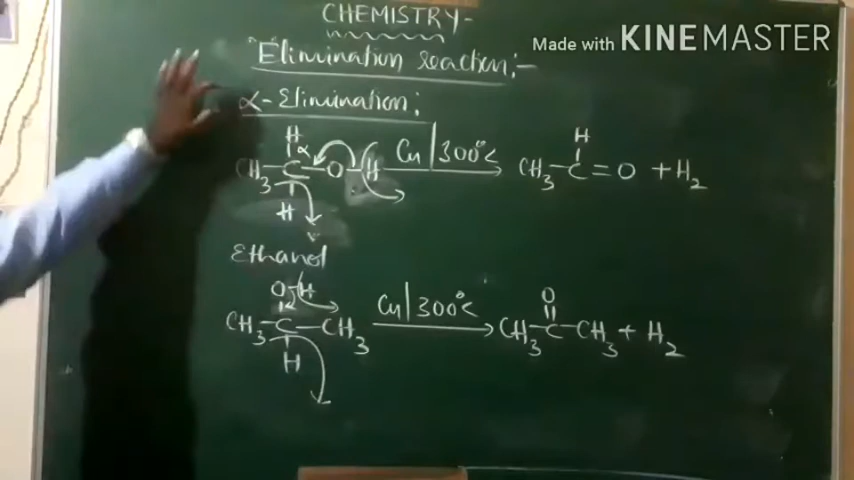 CHEMISTRY-
Made with KINEMASTER
"Elimination reaction:-
α-Elimination:
H H
CH3-C-O-H Cu|300°C CH3-C=O + H2
α
H
Ethanol
O-H O
CH3-C-CH3 Cu|300°C CH3-C-CH3 + H2
H